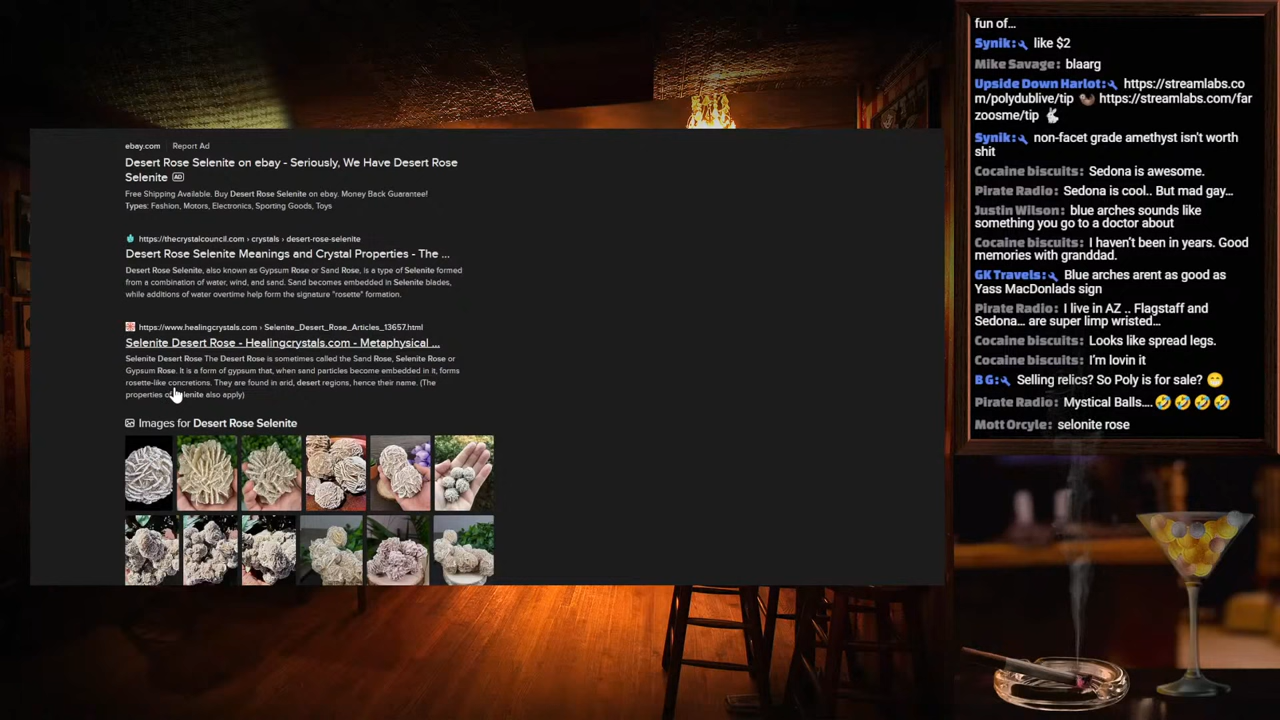 ebay.com Report Ad
Desert Rose Selenite on ebay - Seriously, We Have Desert Rose
Selenite AD
Free Shipping Available. Buy Desert Rose Selenite on ebay. Money Back Guarantee!
Types: Fashion, Motors, Electronics, Sporting Goods, Toys
https://thecrystalcouncil.com › crystals › desert-rose-selenite
Desert Rose Selenite Meanings and Crystal Properties - The ...
Desert Rose Selenite, also known as Gypsum Rose or Sand Rose, is a type of Selenite formed
from a combination of water, wind, and sand. Sand becomes embedded in Selenite blades,
while additions of water overtime help form the signature "rosette" formation.
https://www.healingcrystals.com › Selenite_Desert_Rose_Articles_13657.html
Selenite Desert Rose - Healingcrystals.com - Metaphysical ...
Selenite Desert Rose The Desert Rose is sometimes called the Sand Rose, Selenite Rose or
Gypsum Rose. It is a form of gypsum that, when sand particles become embedded in it, forms
rosette-like concretions. They are found in arid, desert regions, hence their name. (The
properties of Selenite also apply)
Images for Desert Rose Selenite
fun of...
Synik: like $2
Mike Savage: blaarg
Upside Down Harlot: https://streamlabs.co
m/polydublive/tip https://streamlabs.com/far
zoosme/tip
Synik: non-facet grade amethyst isn't worth
shit
Cocaine biscuits: Sedona is awesome.
Pirate Radio: Sedona is cool.. But mad gay...
Justin Wilson: blue arches sounds like
something you go to a doctor about
Cocaine biscuits: I haven't been in years. Good
memories with granddad.
GK Travels: Blue arches arent as good as
Yass MacDonlads sign
Pirate Radio: I live in AZ .. Flagstaff and
Sedona... are super limp wristed...
Cocaine biscuits: Looks like spread legs.
Cocaine biscuits: I'm lovin it
B G: Selling relics? So Poly is for sale? 😁
Pirate Radio: Mystical Balls.... 🤣🤣🤣🤣
Mott Orcyle: selonite rose